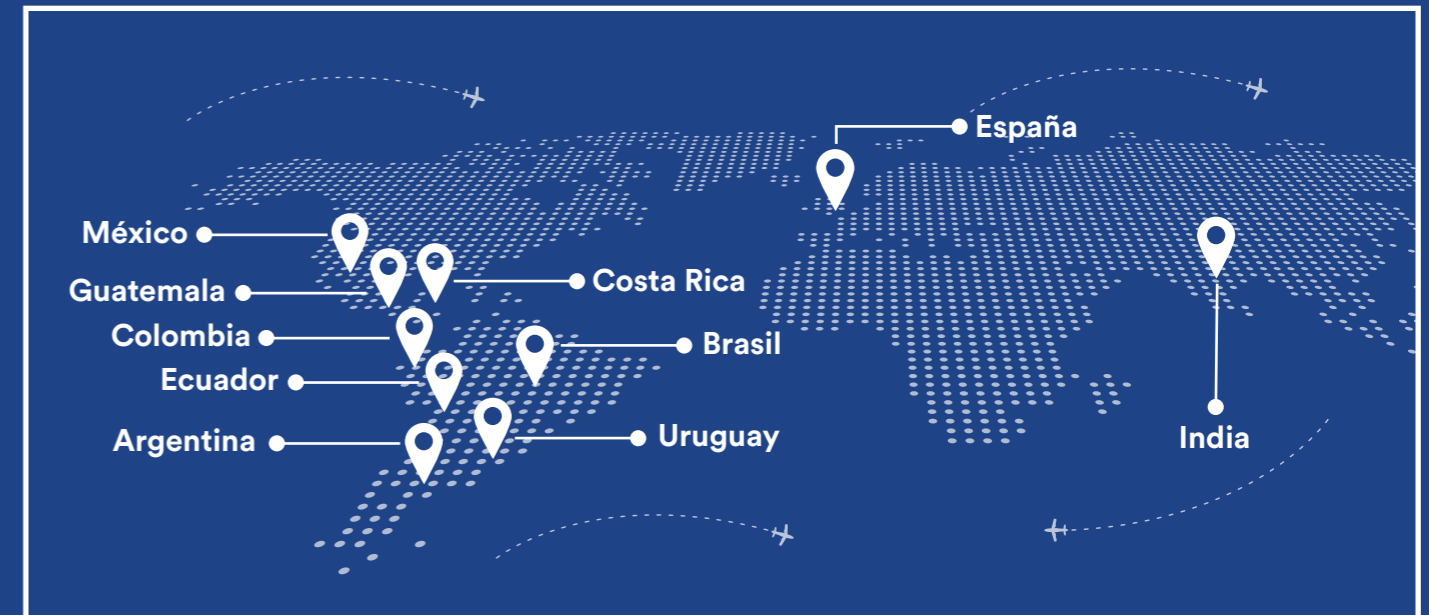 España
México
Guatemala
Costa Rica
Colombia
Brasil
Ecuador
Argentina
Uruguay
India